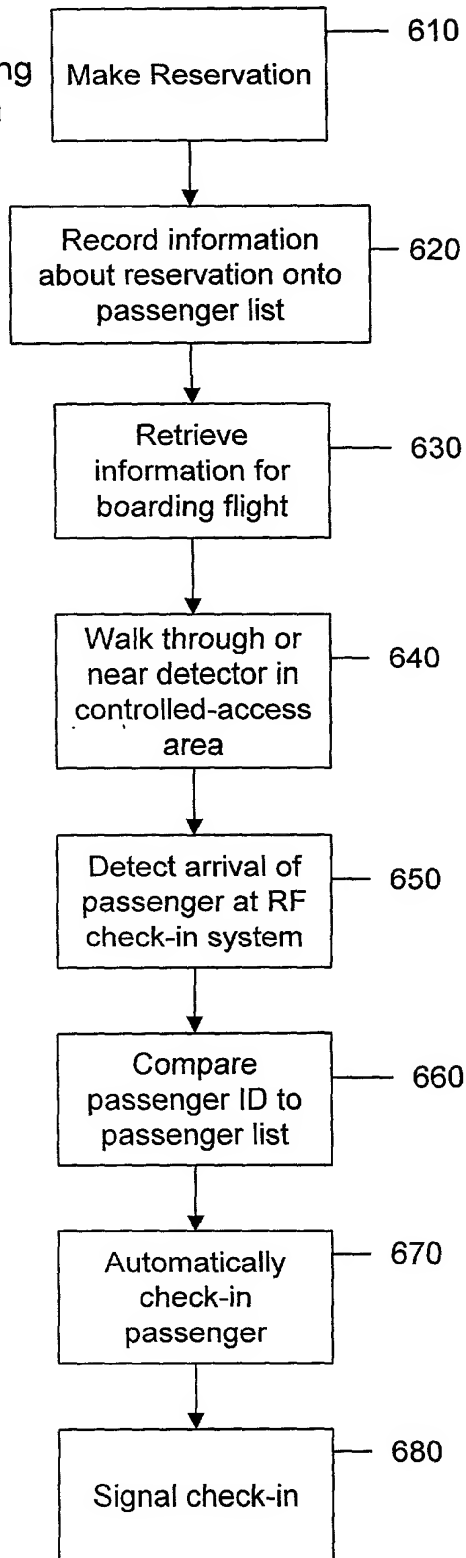 610
Make Reservation
Record information
about reservation onto
passenger list
620
Retrieve
information for
boarding flight
630
Walk through or
near detector in
controlled-access
area
640
Detect arrival of
passenger at RF
check-in system
650
Compare
passenger ID to
passenger list
660
Automatically
check-in
passenger
670
Signal check-in
680